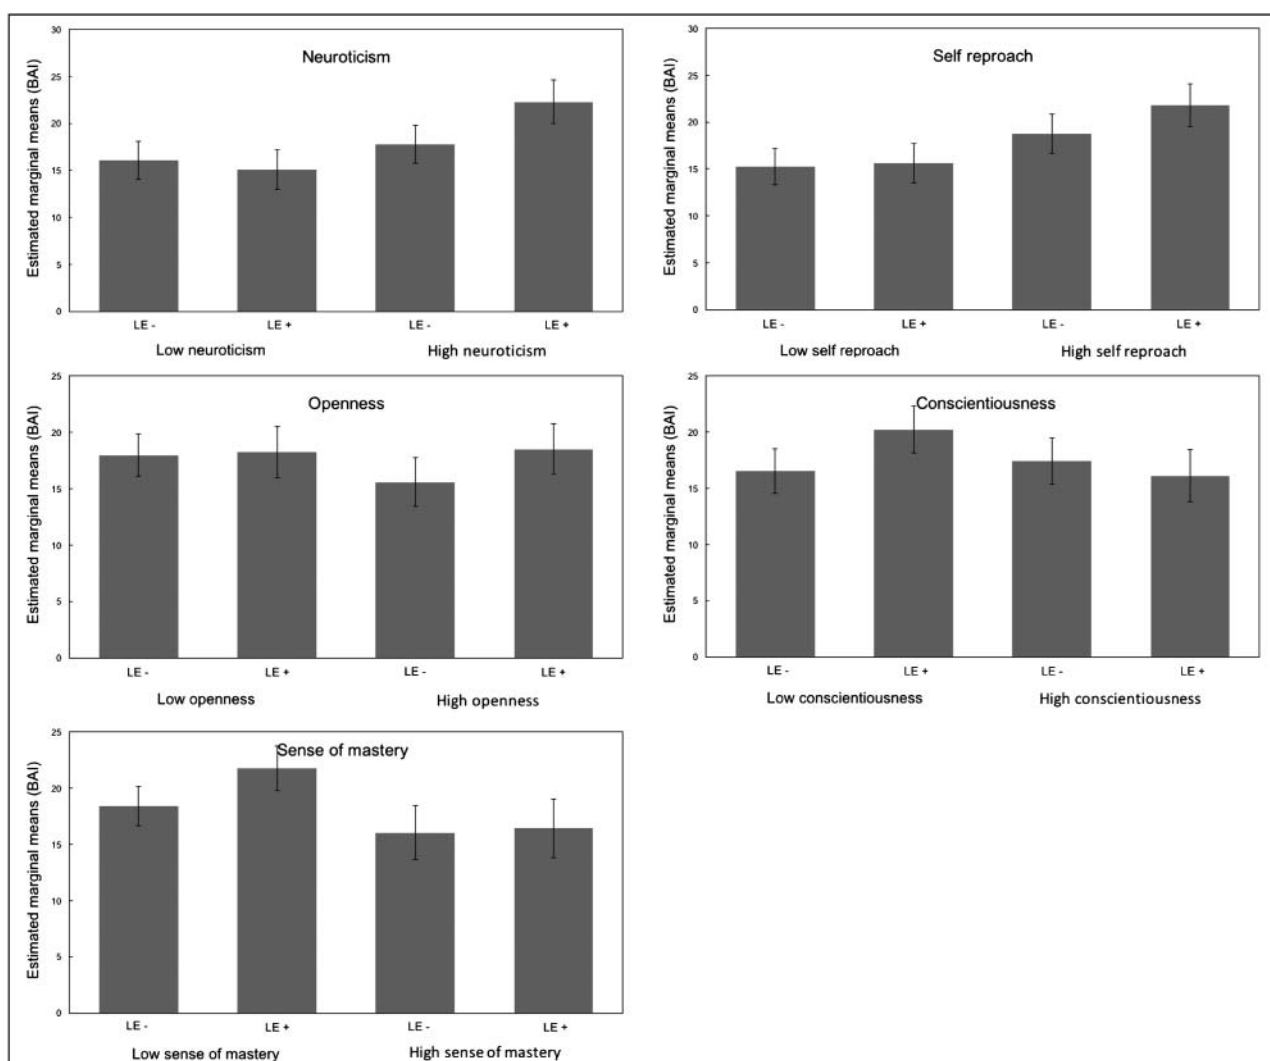 Neuroticism
Estimated marginal means (BAI)
30
25
20
15
10
5
0
LE -
LE +
LE -
LE +
Low neuroticism
High neuroticism
Self reproach
Estimated marginal means (BAI)
30
25
20
15
10
5
0
LE -
LE +
LE -
LE +
Low self reproach
High self reproach
Openness
Estimated marginal means (BAI)
25
20
15
10
5
0
LE -
LE +
LE -
LE +
Low openness
High openness
Conscientiousness
Estimated marginal means (BAI)
25
20
15
10
5
0
LE -
LE +
LE -
LE +
Low conscientiousness
High conscientiousness
Sense of mastery
Estimated marginal means (BAI)
25
20
15
10
5
0
LE -
LE +
LE -
LE +
Low sense of mastery
High sense of mastery